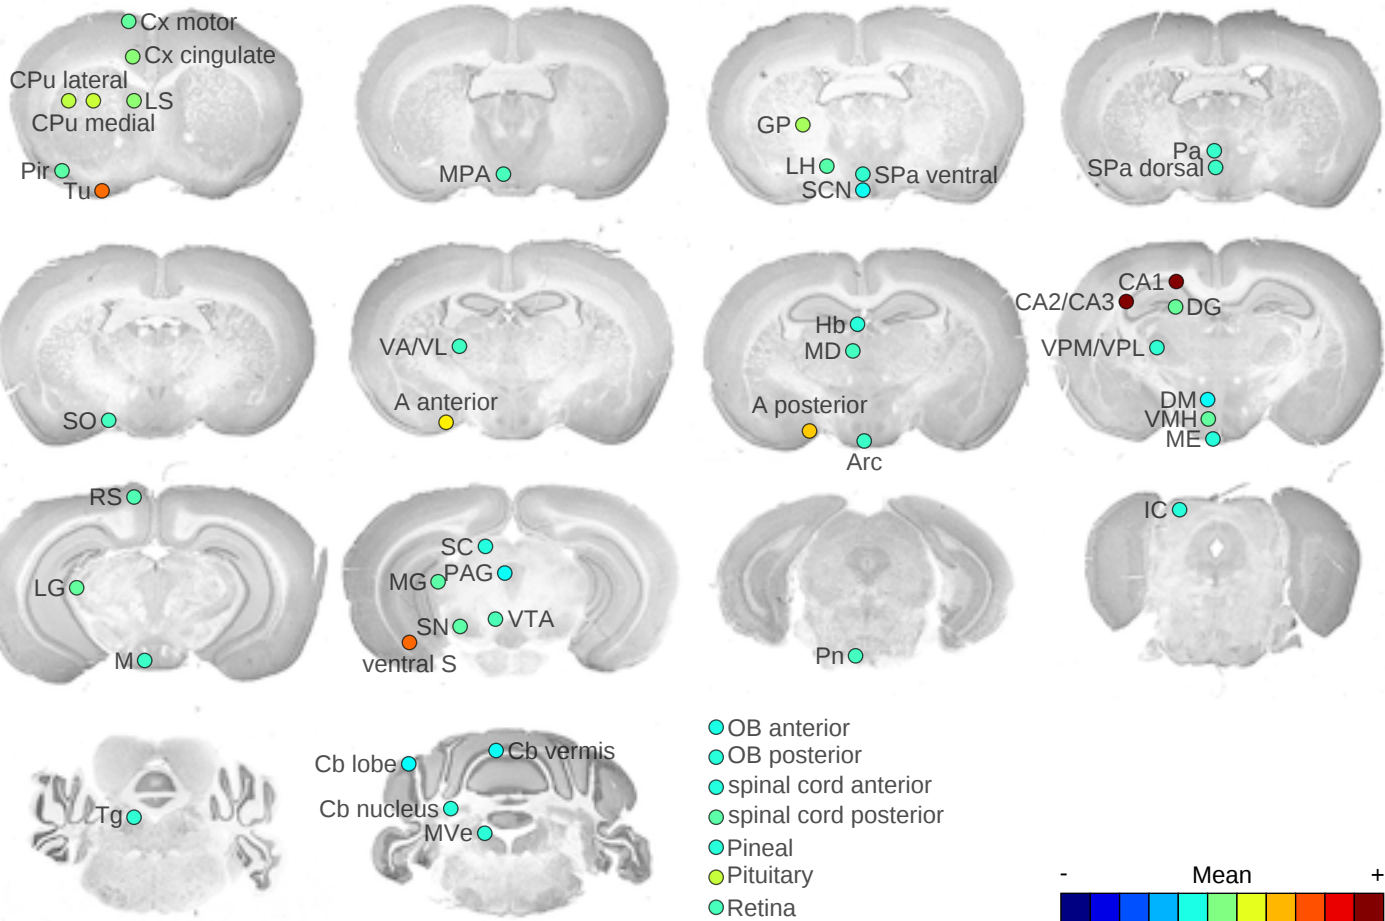 Cx motor
Cx cingulate
CPu lateral
LS
CPu medial
Pir
Tu
MPA
GP
LH
SPa ventral
SCN
Pa
SPa dorsal
SO
VA/VL
A anterior
Hb
MD
A posterior
Arc
CA1
CA2/CA3
DG
VPM/VPL
DM
VMH
ME
RS
LG
M
SC
MG
PAG
SN
VTA
ventral S
Pn
IC
Tg
Cb vermis
Cb lobe
Cb nucleus
MVe
OB anterior
OB posterior
spinal cord anterior
spinal cord posterior
Pineal
Pituitary
Retina
- Mean +